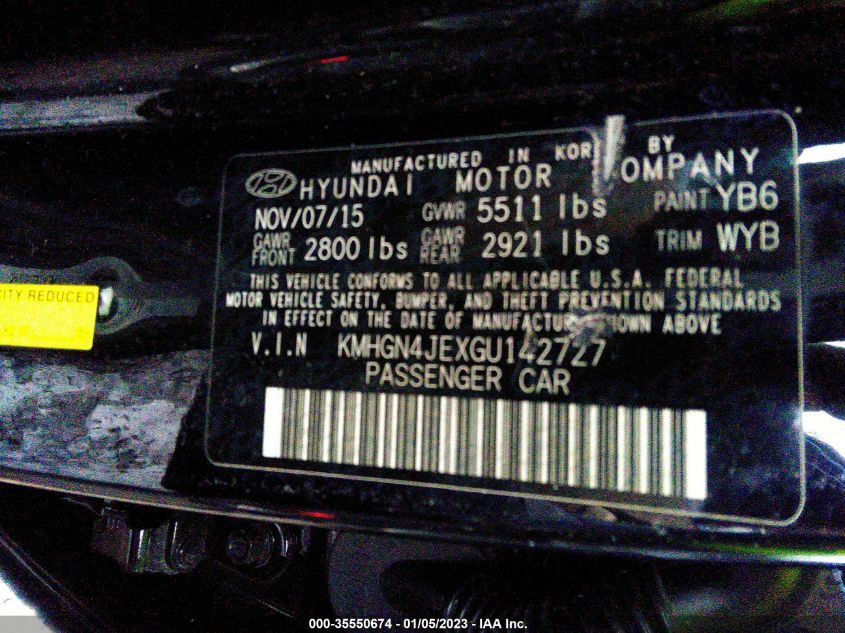 MANUFACTURED IN KOR BY
HYUNDAI MOTOR OMPANY
NOV/07/15 GVWR 5511 lbs PAINT YB6
GAWR FRONT 2800 lbs GAWR REAR 2921 lbs TRIM WYB
THIS VEHICLE CONFORMS TO ALL APPLICABLE U.S.A. FEDERAL
MOTOR VEHICLE SAFETY, BUMPER, AND THEFT PREVENTION STANDARDS
IN EFFECT ON THE DATE OF MANUFACTU OWN ABOVE
V.I.N KMHGN4JEXGU142727
PASSENGER CAR
CITY REDUCED
000-35550674 - 01/05/2023 - IAA Inc.